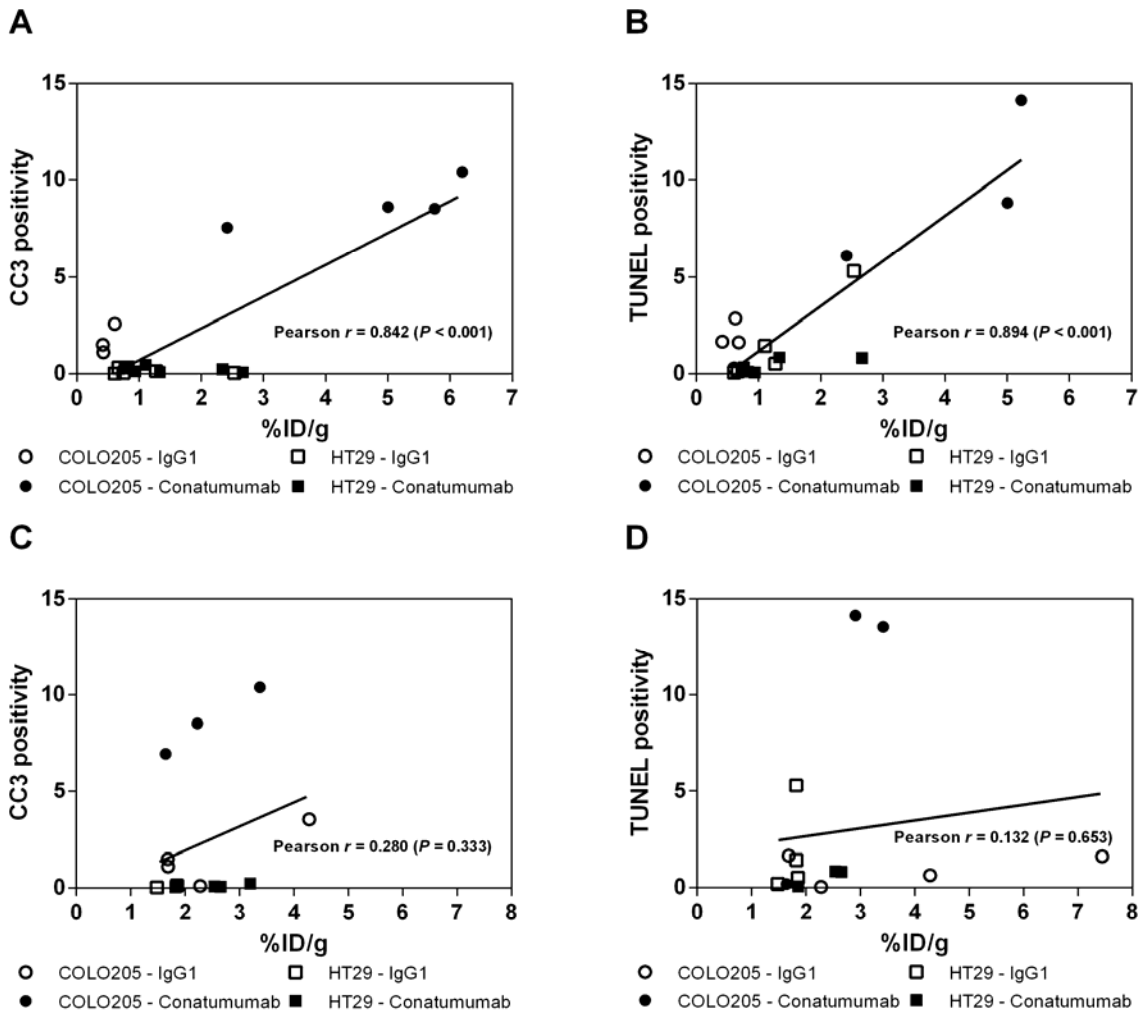 A
CC3 positivity
15
10
5
0
0 1 2 3 4 5 6 7
%ID/g
Pearson r = 0.842 (P < 0.001)
COLO205 - IgG1 HT29 - IgG1
COLO205 - Conatumumab HT29 - Conatumumab
B
TUNEL positivity
15
10
5
0
0 1 2 3 4 5 6 7
%ID/g
Pearson r = 0.894 (P < 0.001)
COLO205 - IgG1 HT29 - IgG1
COLO205 - Conatumumab HT29 - Conatumumab
C
CC3 positivity
15
10
5
0
0 1 2 3 4 5 6 7 8
%ID/g
Pearson r = 0.280 (P = 0.333)
COLO205 - IgG1 HT29 - IgG1
COLO205 - Conatumumab HT29 - Conatumumab
D
TUNEL positivity
15
10
5
0
0 1 2 3 4 5 6 7 8
%ID/g
Pearson r = 0.132 (P = 0.653)
COLO205 - IgG1 HT29 - IgG1
COLO205 - Conatumumab HT29 - Conatumumab